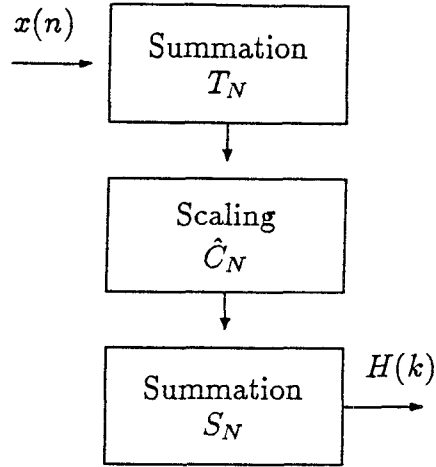 x(n)
Summation
T_N
Scaling
Ĉ_N
Summation
S_N
H(k)